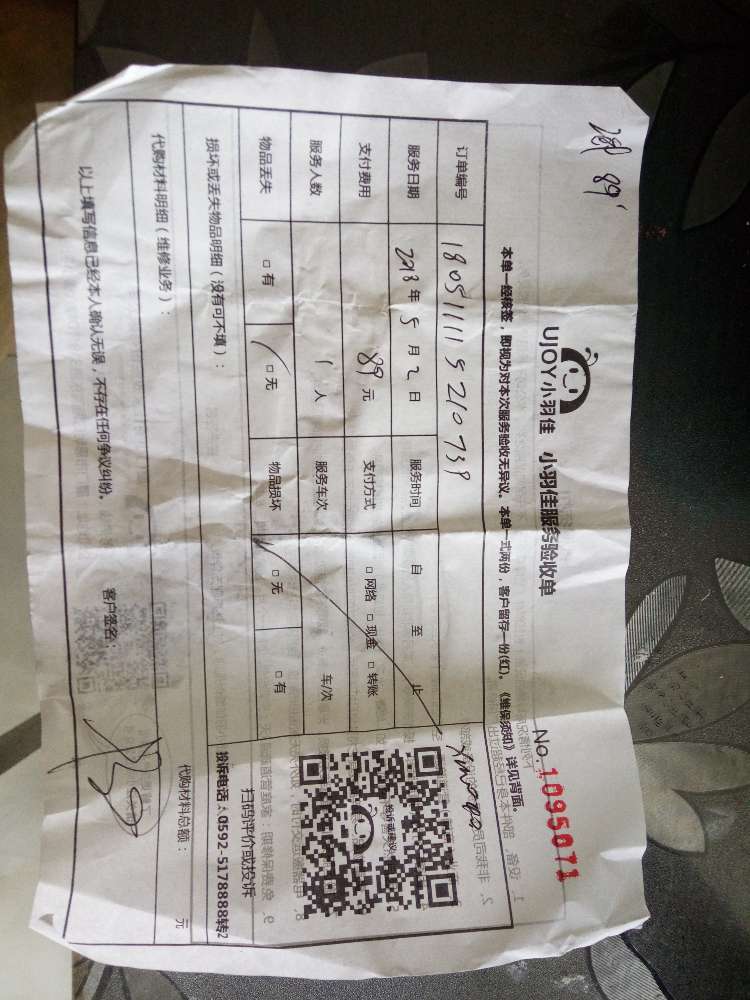 89
UJOY小羽佳 小羽佳服务验收单
No. 1095071
本单一经核签，即视为对本次服务验收无异议。本单一式两份，客户留存一份(红)。《维保须知》详见背面。
订单编号
服务日期 2018年5月2日 服务时间 自 至 止
支付费用 89元 支付方式 □网络 □现金 □转账
服务人数 1人 服务车次 车/次
物品丢失 □有 □无 物品损坏 □无 □有
损坏或丢失物品明细（没有可不填）：
扫码评价或投诉
投诉电话：0592-5178888转2
代购材料明细（维修业务）：
代购材料总额： 元
以上填写信息已经本人确认无误，不存在任何争议纠纷。
客户签名：